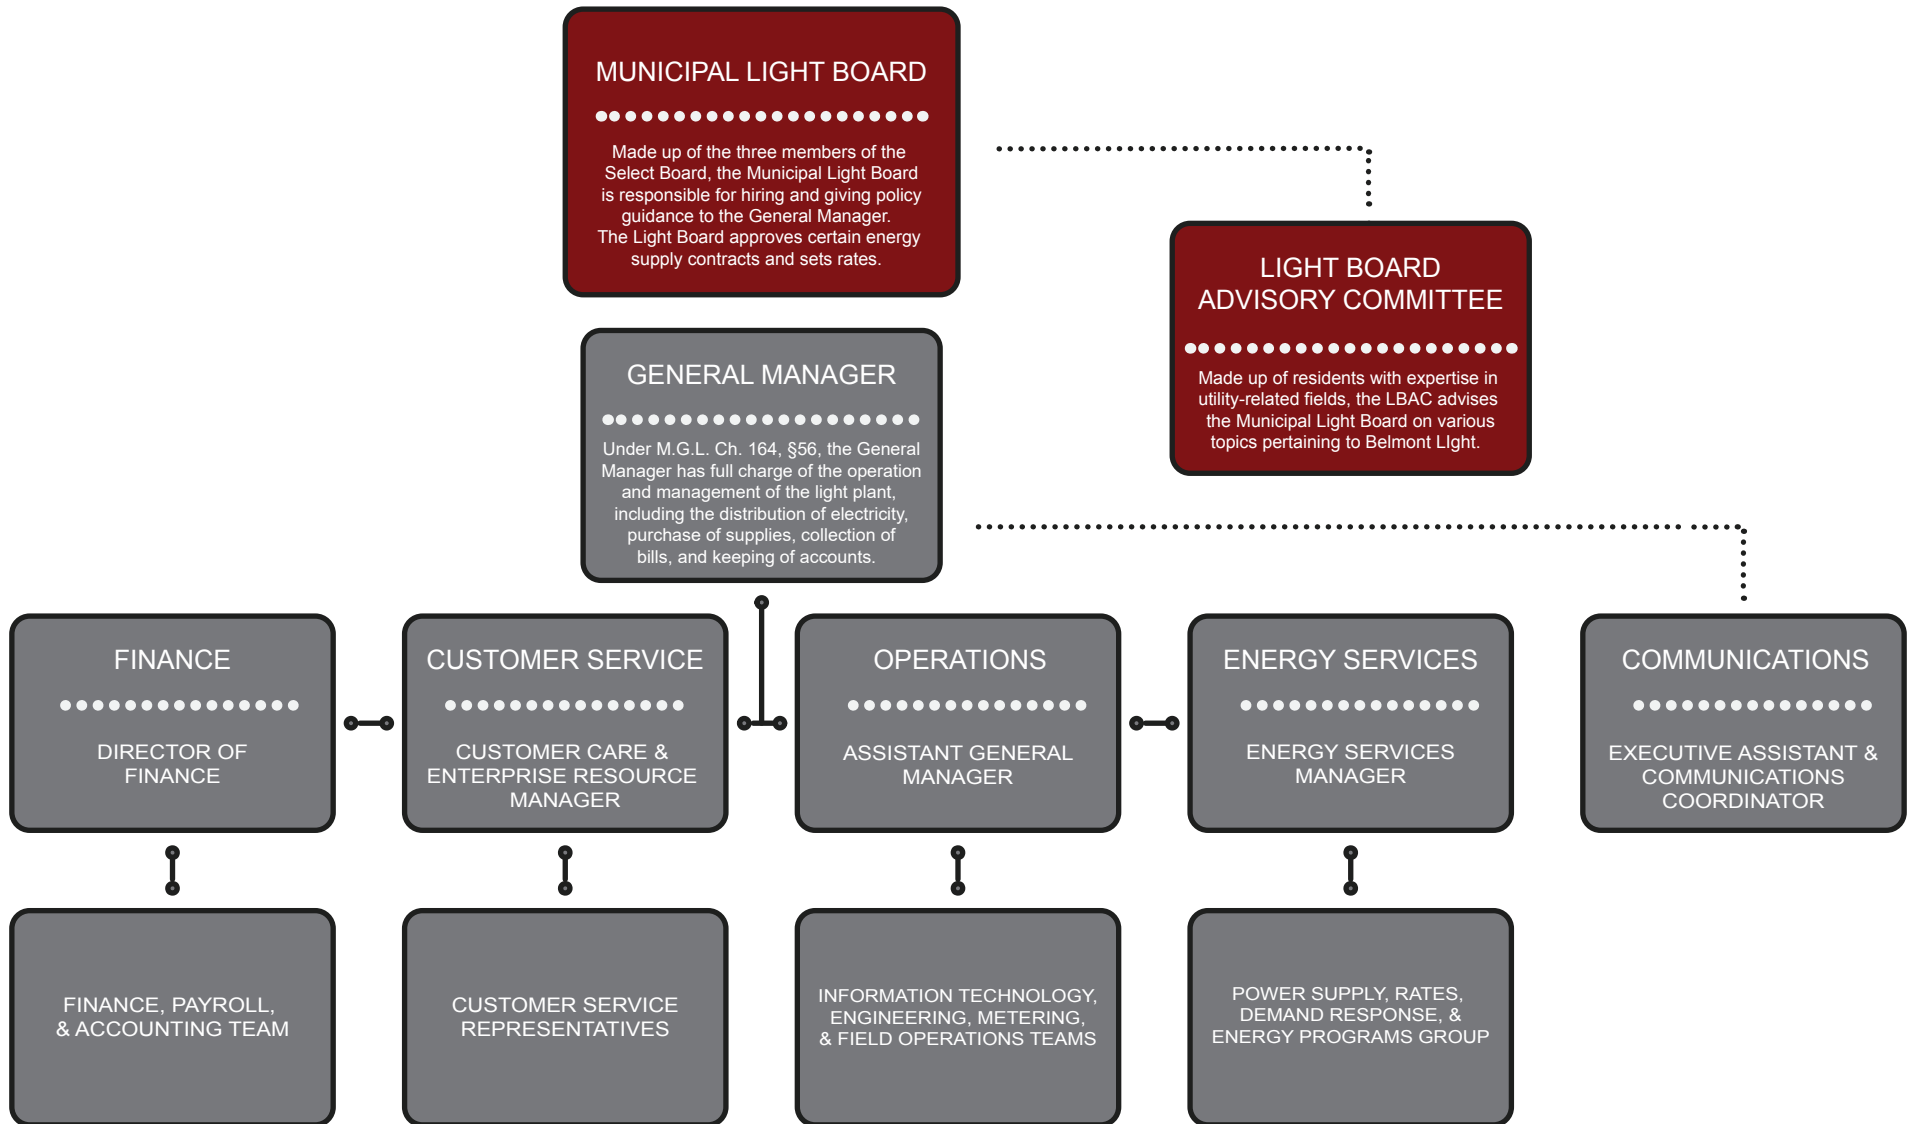 MUNICIPAL LIGHT BOARD
Made up of the three members of the
Select Board, the Municipal Light Board
is responsible for hiring and giving policy
guidance to the General Manager.
The Light Board approves certain energy
supply contracts and sets rates.
LIGHT BOARD
ADVISORY COMMITTEE
Made up of residents with expertise in
utility-related fields, the LBAC advises
the Municipal Light Board on various
topics pertaining to Belmont LIght.
GENERAL MANAGER
Under M.G.L. Ch. 164, §56, the General
Manager has full charge of the operation
and management of the light plant,
including the distribution of electricity,
purchase of supplies, collection of
bills, and keeping of accounts.
FINANCE
DIRECTOR OF
FINANCE
CUSTOMER SERVICE
CUSTOMER CARE &
ENTERPRISE RESOURCE
MANAGER
OPERATIONS
ASSISTANT GENERAL
MANAGER
ENERGY SERVICES
ENERGY SERVICES
MANAGER
COMMUNICATIONS
EXECUTIVE ASSISTANT &
COMMUNICATIONS
COORDINATOR
FINANCE, PAYROLL,
& ACCOUNTING TEAM
CUSTOMER SERVICE
REPRESENTATIVES
INFORMATION TECHNOLOGY,
ENGINEERING, METERING,
& FIELD OPERATIONS TEAMS
POWER SUPPLY, RATES,
DEMAND RESPONSE, &
ENERGY PROGRAMS GROUP